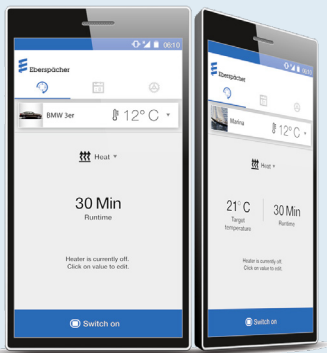 06:10
Eberspächer
BMW 3er
12° C
Heat
30 Min
Runtime
Heater is currently off.
Click on value to edit.
Switch on
Eberspächer
Marina
12° C
Heat
21° C
Target
temperature
30 Min
Runtime
Heater is currently off.
Click on value to edit.
Switch on